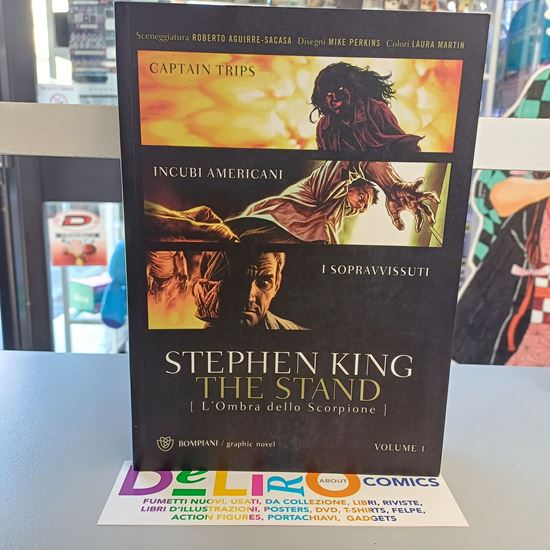 Sceneggiatura ROBERTO AGUIRRE-SACASA Disegni MIKE PERKINS Colori LAURA MARTIN
CAPTAIN TRIPS
INCUBI AMERICANI
I SOPRAVVISSUTI
STEPHEN KING
THE STAND
[ L'Ombra dello Scorpione ]
BOMPIANI / graphic novel
VOLUME 1
DeLiRO ABOUT COMICS
FUMETTI NUOVI, USATI, DA COLLEZIONE, LIBRI, RIVISTE,
LIBRI D'ILLUSTRAZIONI, POSTERS, DVD, T-SHIRTS, FELPE,
ACTION FIGURES, PORTACHIAVI, GADGETS